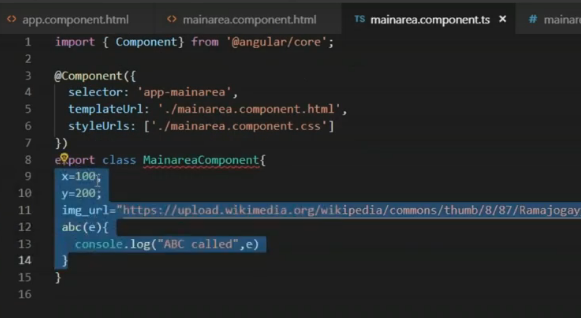 app.component.html mainarea.component.html TS mainarea.component.ts × # mainar
1 import { Component} from '@angular/core';
2
3 @Component({
4 selector: 'app-mainarea',
5 templateUrl: './mainarea.component.html',
6 styleUrls: ['./mainarea.component.css']
7 })
8 export class MainareaComponent{
9 x=100;
10 y=200;
11 img_url="https://upload.wikimedia.org/wikipedia/commons/thumb/8/87/Ramajogay
12 abc(e){
13 console.log("ABC called",e)
14 }
15 }
16